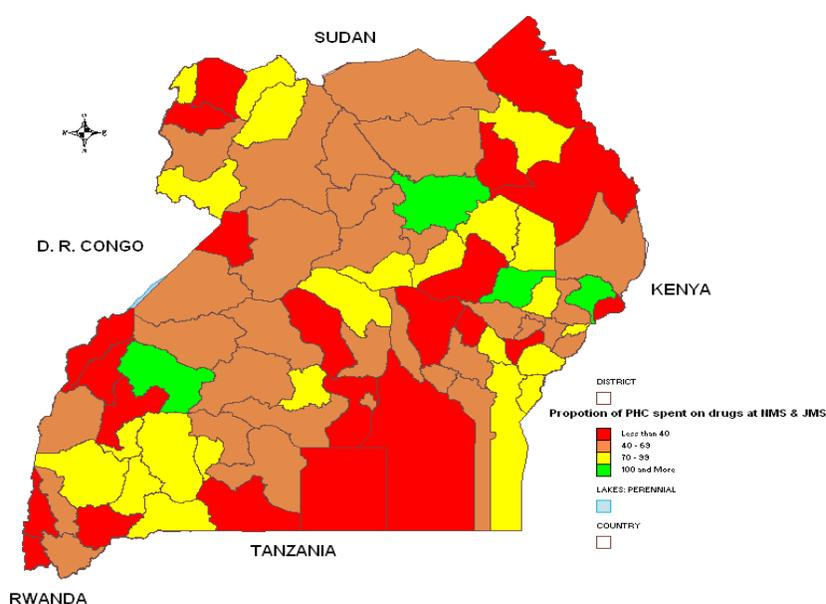 SUDAN
D. R. CONGO
KENYA
DISTRICT
Propotion of PHC spent on drugs at NMS & JMS
Less than 40
40 - 69
70 - 99
100 and More
LAKES: PERENNIAL
COUNTRY
TANZANIA
RWANDA